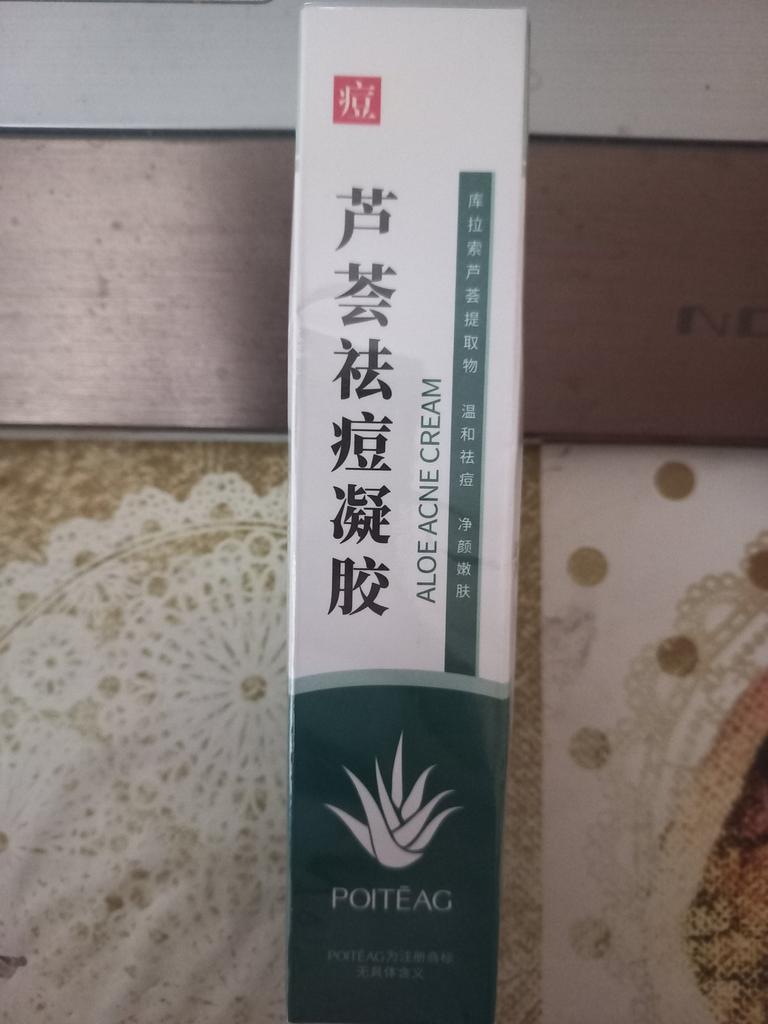 痘
芦荟祛痘凝胶
ALOE ACNE CREAM
库拉索芦荟提取物 温和祛痘 净颜嫩肤
POITĒAG
POITĒAG为注册商标
无具体含义